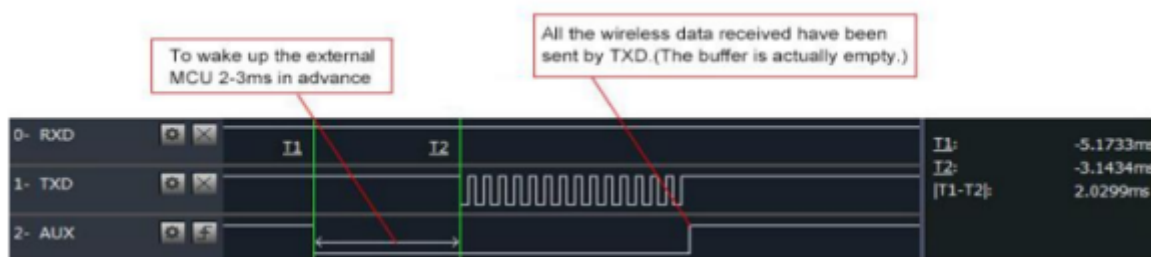 To wake up the external
MCU 2-3ms in advance
All the wireless data received have been
sent by TXD.(The buffer is actually empty.)
0- RXD
T1
T2
1- TXD
2- AUX
T1: -5.1733ms
T2: -3.1434ms
|T1-T2|: 2.0299ms